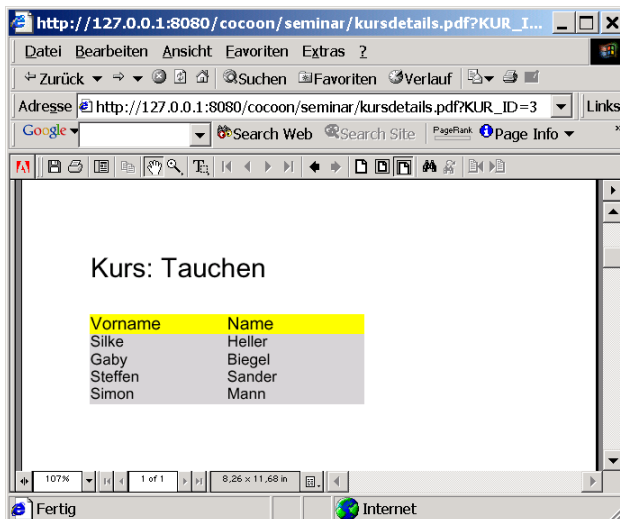 http://127.0.0.1:8080/cocoon/seminar/kursdetails.pdf?KUR_I...
Datei Bearbeiten Ansicht Favoriten Extras ?
Zurück Suchen Favoriten Verlauf
Adresse http://127.0.0.1:8080/cocoon/seminar/kursdetails.pdf?KUR_ID=3 Links
Google Search Web Search Site PageRank Page Info »
Kurs: Tauchen
Vorname Name
Silke Heller
Gaby Biegel
Steffen Sander
Simon Mann
107% 1 of 1 8,26 x 11,68 in
Fertig Internet